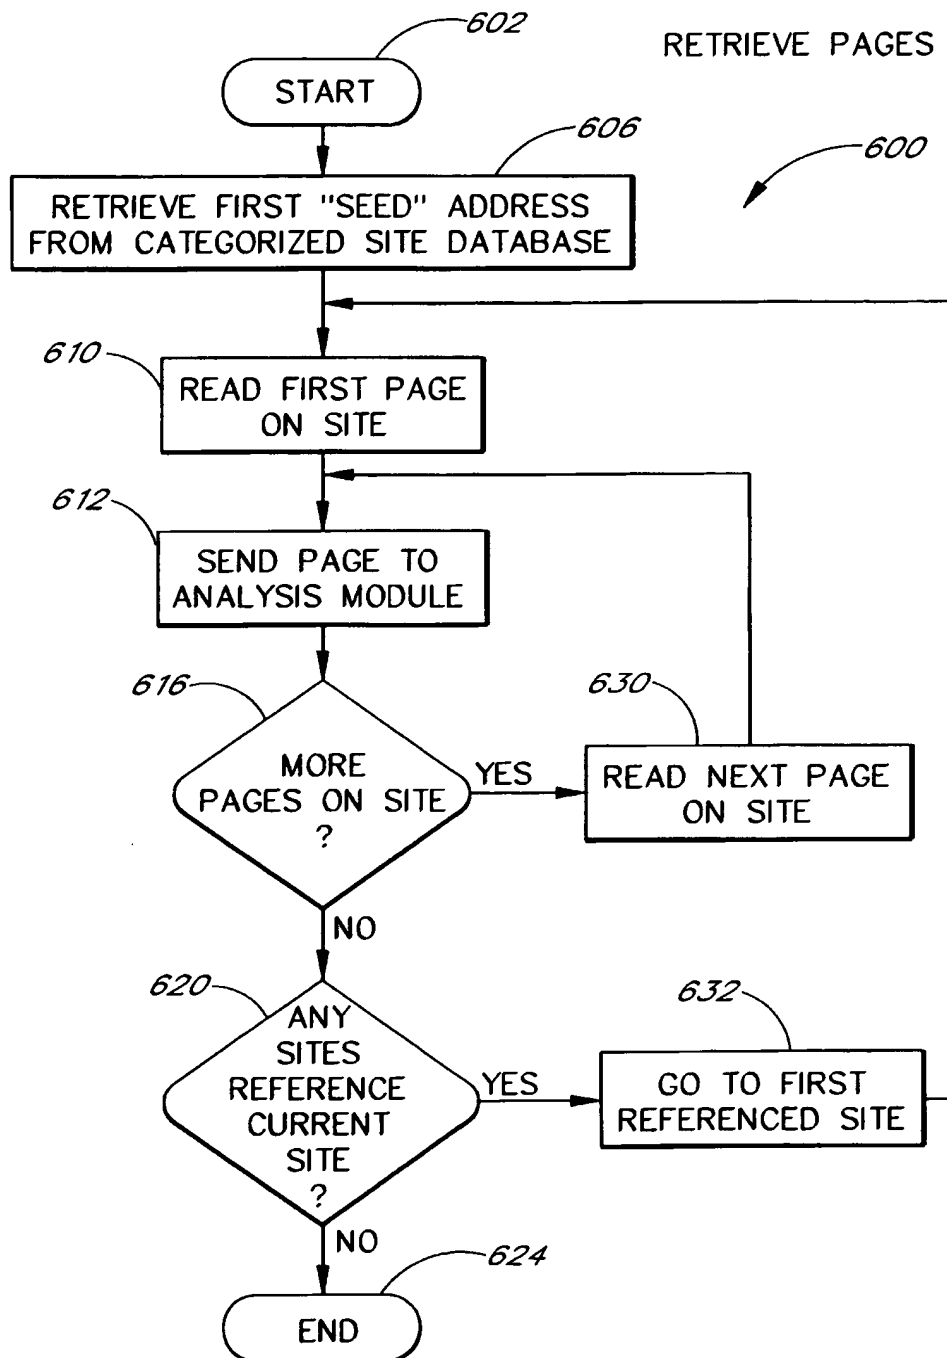 602
RETRIEVE PAGES
START
606
600
RETRIEVE FIRST "SEED" ADDRESS
FROM CATEGORIZED SITE DATABASE
610
READ FIRST PAGE
ON SITE
612
SEND PAGE TO
ANALYSIS MODULE
616
MORE
PAGES ON SITE
?
YES
630
READ NEXT PAGE
ON SITE
NO
620
ANY
SITES
REFERENCE
CURRENT
SITE
?
YES
632
GO TO FIRST
REFERENCED SITE
NO
624
END